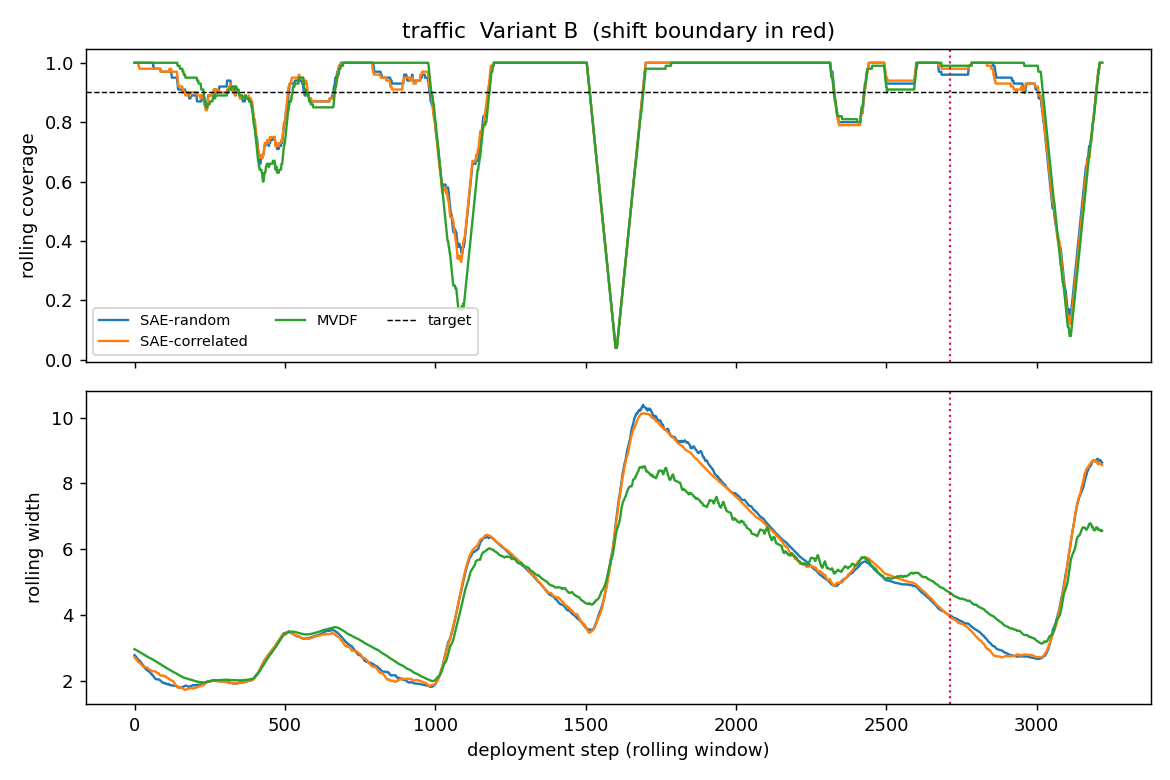 traffic  Variant B  (shift boundary in red)
1.0
0.8
0.6
0.4
0.2
0.0
rolling coverage
SAE-random
SAE-correlated
MVDF
target
10
8
6
4
2
rolling width
0
500
1000
1500
2000
2500
3000
deployment step (rolling window)